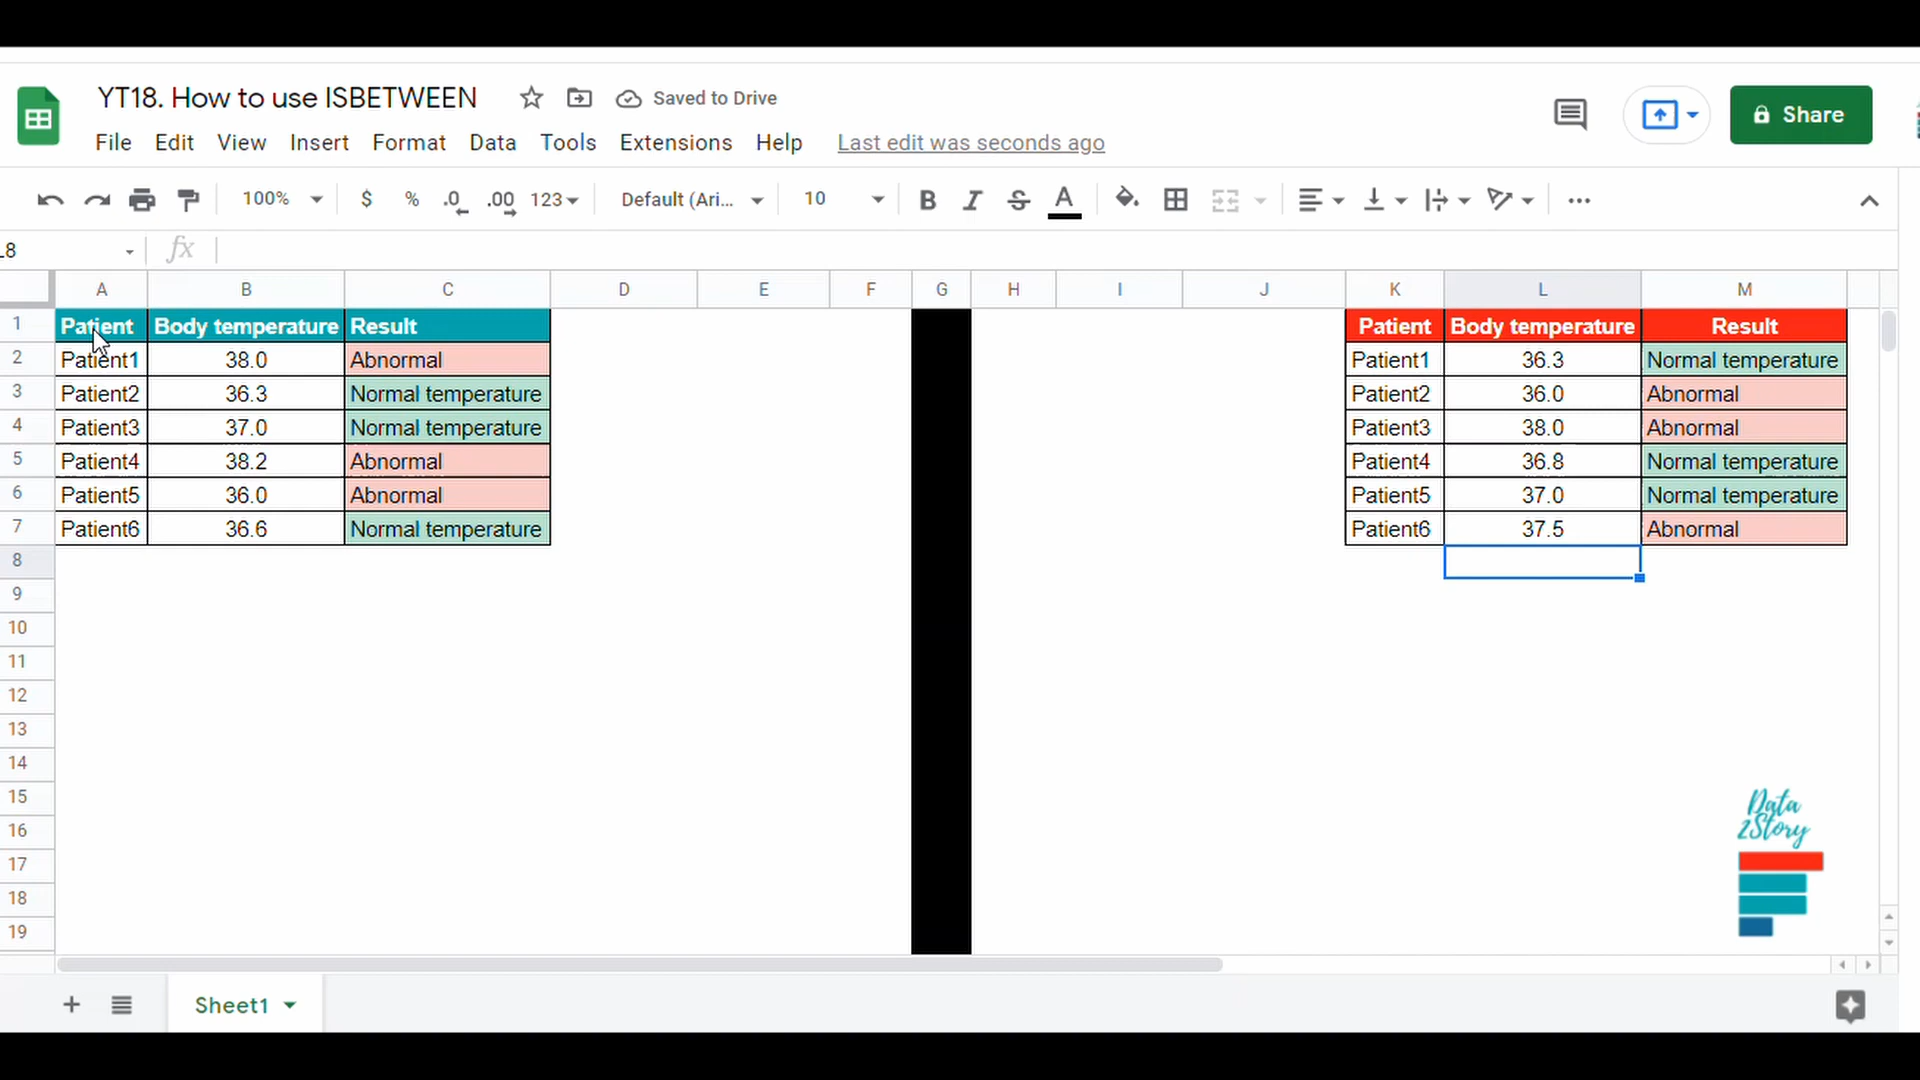 YT18. How to use ISBETWEEN Saved to Drive
File Edit View Insert Format Data Tools Extensions Help Last edit was seconds ago
Share
100% $ % .0 .00 123 Default (Ari... 10 B I S A
L8 fx
A B C D E F G H I J K L M
1 Patient Body temperature Result Patient Body temperature Result
2 Patient1 38.0 Abnormal Patient1 36.3 Normal temperature
3 Patient2 36.3 Normal temperature Patient2 36.0 Abnormal
4 Patient3 37.0 Normal temperature Patient3 38.0 Abnormal
5 Patient4 38.2 Abnormal Patient4 36.8 Normal temperature
6 Patient5 36.0 Abnormal Patient5 37.0 Normal temperature
7 Patient6 36.6 Normal temperature Patient6 37.5 Abnormal
8
9
10
11
12
13
14
15
16
17
18
19
Data
2Story
Sheet1